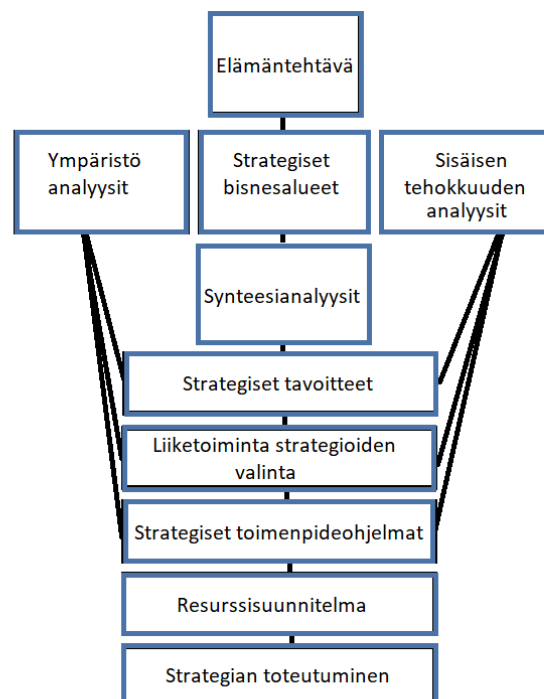 Elämäntehtävä
Ympäristö
analyysit
Strategiset
bisnesalueet
Sisäisen
tehokkuuden
analyysit
Synteesianalyysit
Strategiset tavoitteet
Liiketoiminta strategioiden
valinta
Strategiset toimenpideohjelmat
Resurssisuunnitelma
Strategian toteutuminen